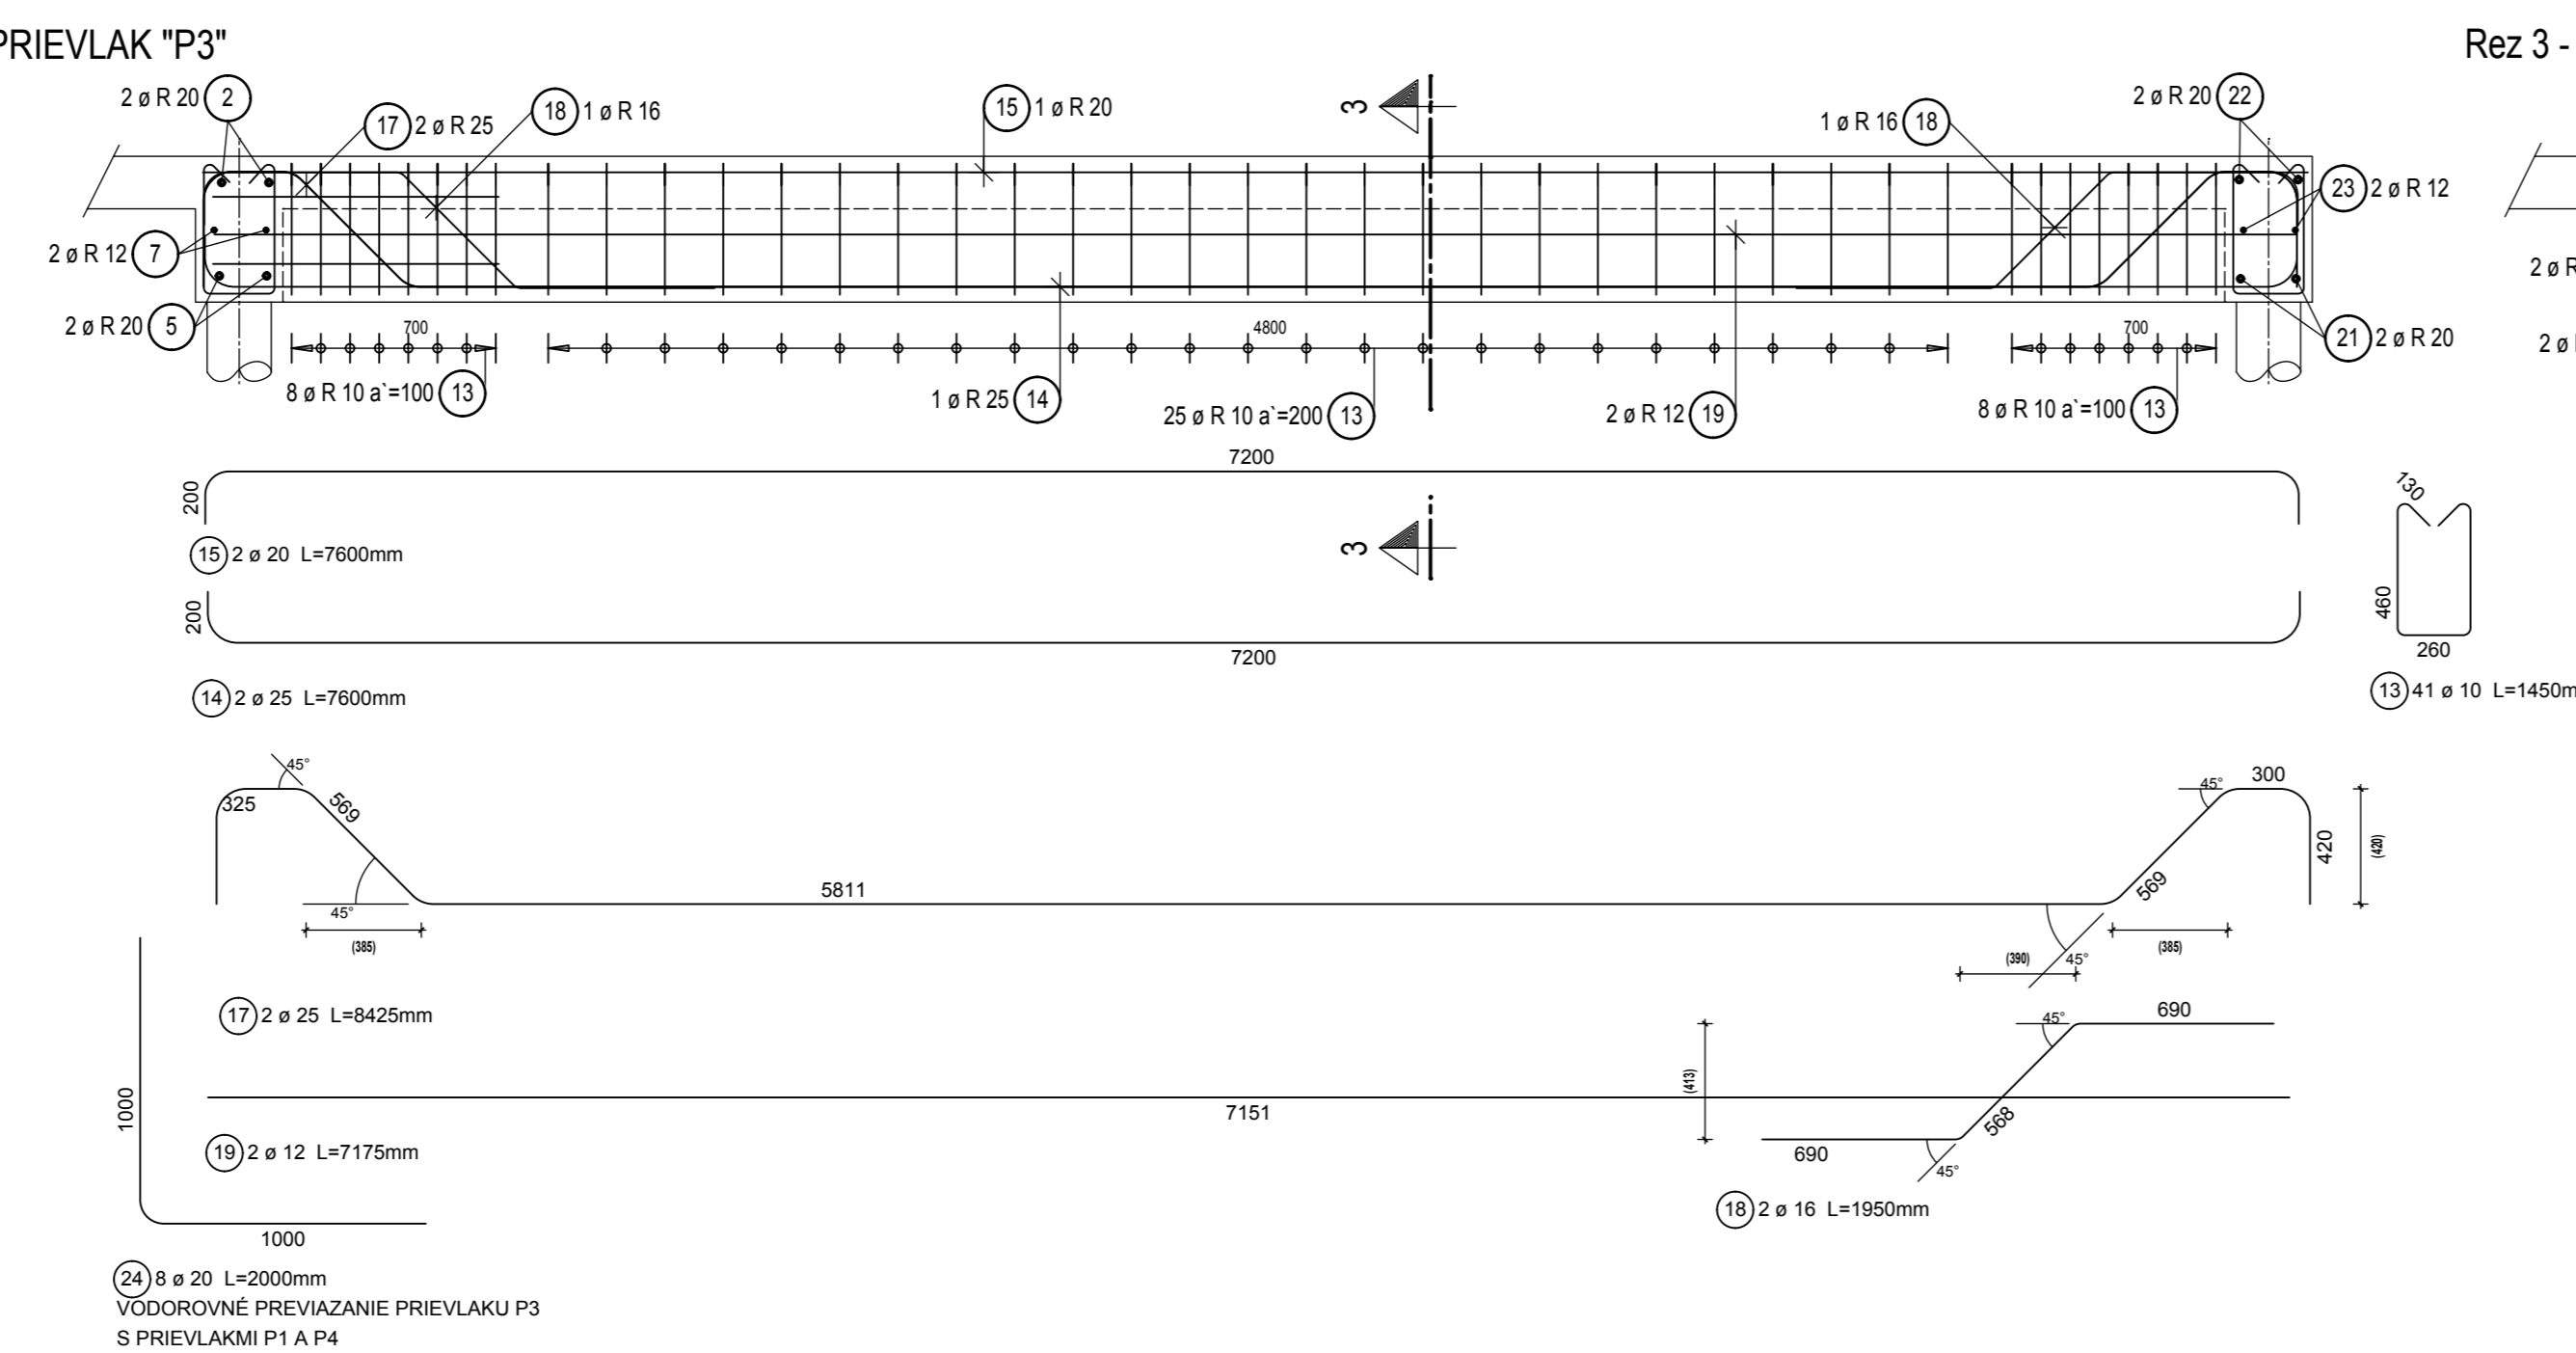 PRIEVLAK "P3"
Rez 3 -
2 ø R 20 2
17 2 ø R 25
18 1 ø R 16
15 1 ø R 20
3
1 ø R 16 18
2 ø R 20 22
23 2 ø R 12
2 ø R 12 7
2 ø R 20 5
21 2 ø R 20
2 ø R
2 ø
700
4800
700
8 ø R 10 a`=100 13
1 ø R 25 14
25 ø R 10 a`=200 13
2 ø R 12 19
8 ø R 10 a`=100 13
7200
200
15 2 ø 20 L=7600mm
3
130
460
260
13 41 ø 10 L=1450m
200
7200
14 2 ø 25 L=7600mm
45°
325
569
45°
(385)
5811
45°
300
420
(420)
569
(385)
(390)
45°
17 2 ø 25 L=8425mm
45°
690
(413)
568
690
45°
18 2 ø 16 L=1950mm
7151
19 2 ø 12 L=7175mm
1000
1000
24 8 ø 20 L=2000mm
VODOROVNÉ PREVIAZANIE PRIEVLAKU P3
S PRIEVLAKMI P1 A P4